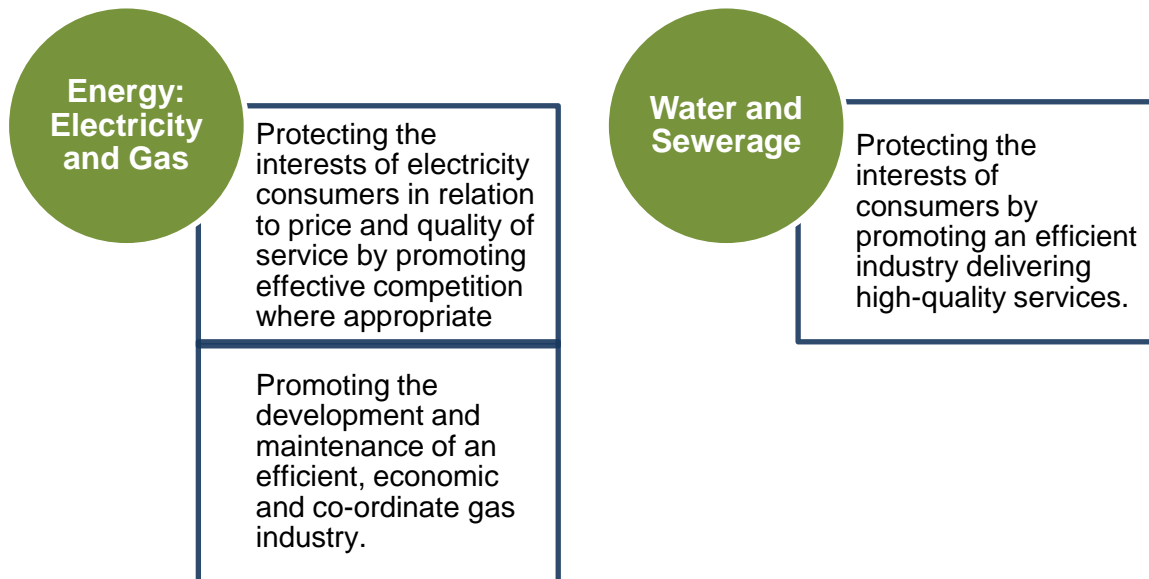 Energy:
Electricity
and Gas
Protecting the
interests of electricity
consumers in relation
to price and quality of
service by promoting
effective competition
where appropriate
Promoting the
development and
maintenance of an
efficient, economic
and co-ordinate gas
industry.
Water and
Sewerage
Protecting the
interests of
consumers by
promoting an efficient
industry delivering
high-quality services.